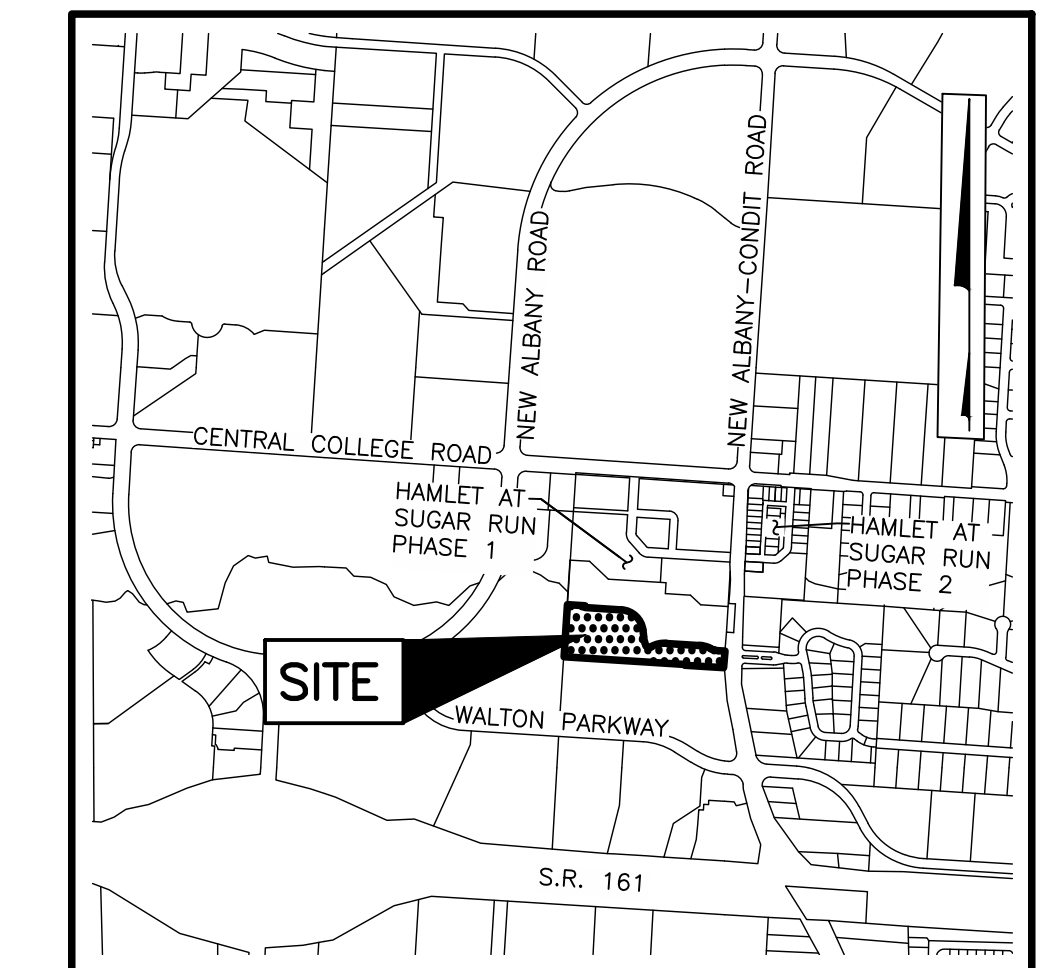 NEW ALBANY ROAD
NEW ALBANY-CONDIT ROAD
CENTRAL COLLEGE ROAD
HAMLET AT
SUGAR RUN
PHASE 1
HAMLET AT
SUGAR RUN
PHASE 2
SITE
WALTON PARKWAY
S.R. 161